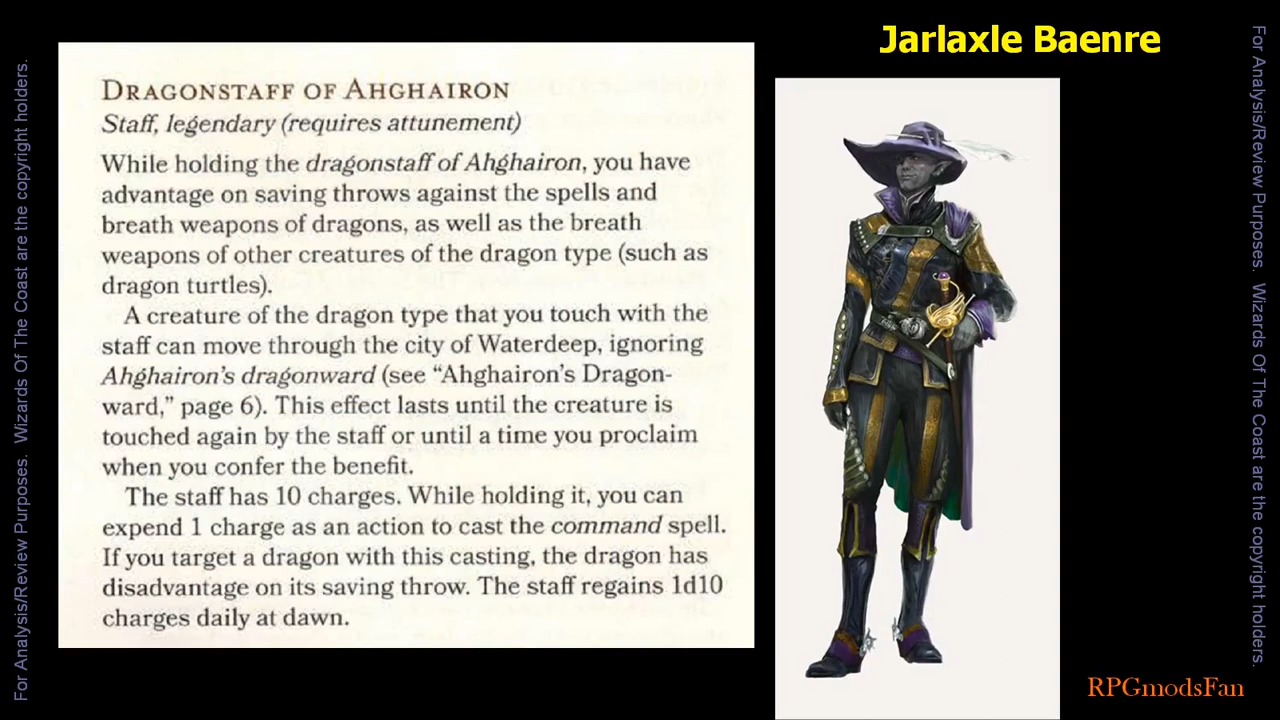 Jarlaxle Baenre
DRAGONSTAFF OF AHGHAIRON
Staff, legendary (requires attunement)
While holding the dragonstaff of Ahghairon, you have
advantage on saving throws against the spells and
breath weapons of dragons, as well as the breath
weapons of other creatures of the dragon type (such as
dragon turtles).
A creature of the dragon type that you touch with the
staff can move through the city of Waterdeep, ignoring
Ahghairon's dragonward (see “Ahghairon's Dragon-
ward,” page 6). This effect lasts until the creature is
touched again by the staff or until a time you proclaim
when you confer the benefit.
The staff has 10 charges. While holding it, you can
expend 1 charge as an action to cast the command spell.
If you target a dragon with this casting, the dragon has
disadvantage on its saving throw. The staff regains 1d10
charges daily at dawn.
For Analysis/Review Purposes. Wizards Of The Coast are the copyright holders.
For Analysis/Review Purposes. Wizards Of The Coast are the copyright holders.
RPGmodsFan